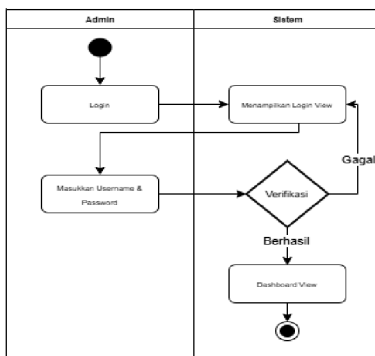 Admin
Sistem
Login
Menampilkan Login View
Gagal
Masukkan Username &
Password
Verifikasi
Berhasil
Dashboard View